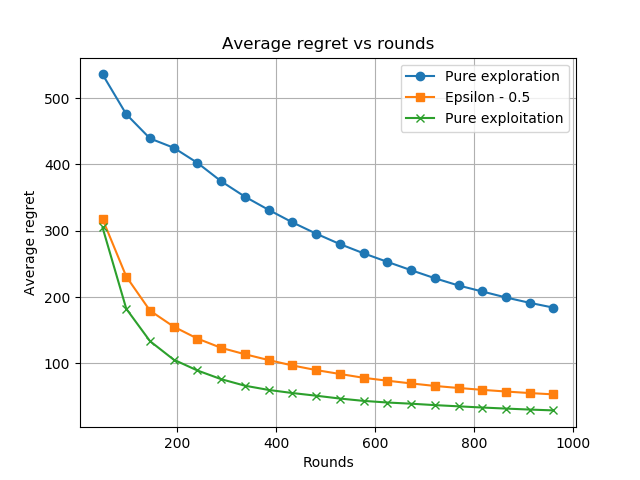 Average regret vs rounds
Pure exploration
Epsilon - 0.5
Pure exploitation
Average regret
500
400
300
200
100
200
400
600
800
1000
Rounds